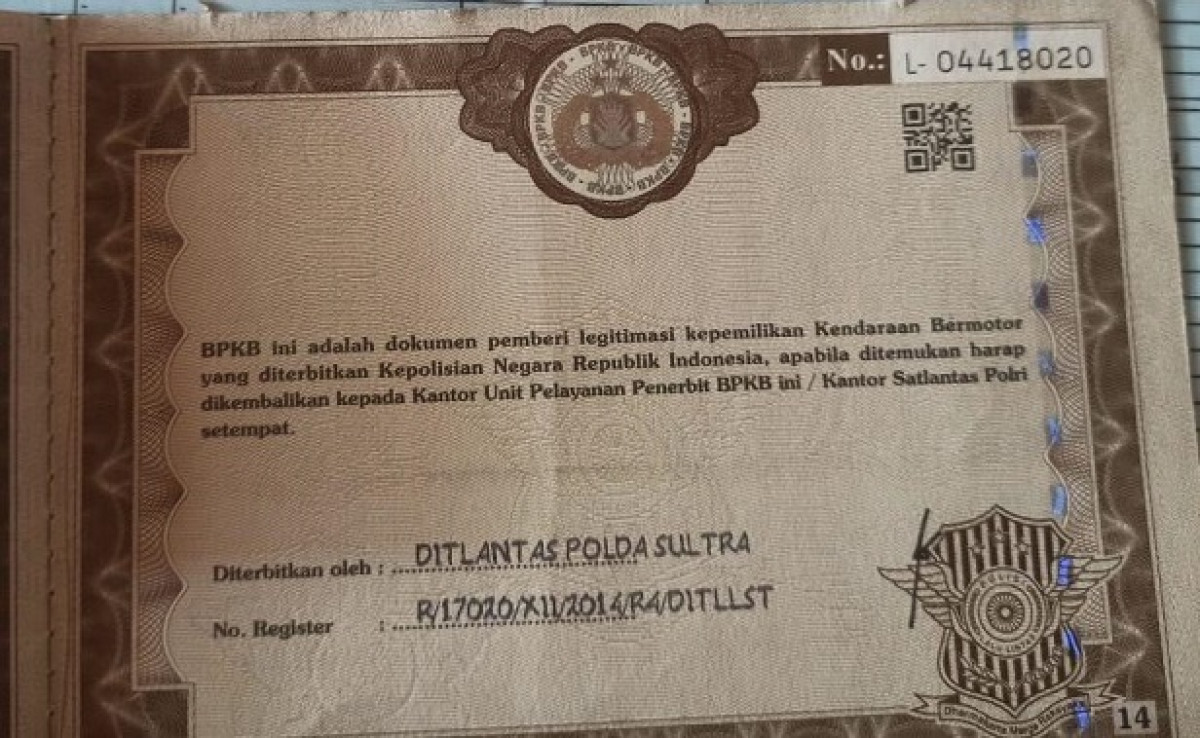 No.: L- 04418020
BPKB ini adalah dokumen pemberi legitimasi kepemilikan Kendaraan Bermotor
yang diterbitkan Kepolisian Negara Republik Indonesia, apabila ditemukan harap
dikembalikan kepada Kantor Unit Pelayanan Penerbit BPKB ini / Kantor Satlantas Polri
setempat.
Diterbitkan oleh : DITLANTAS POLDA SULTRA
No. Register : R/17020/XII/2014/R4/DITLLST
14